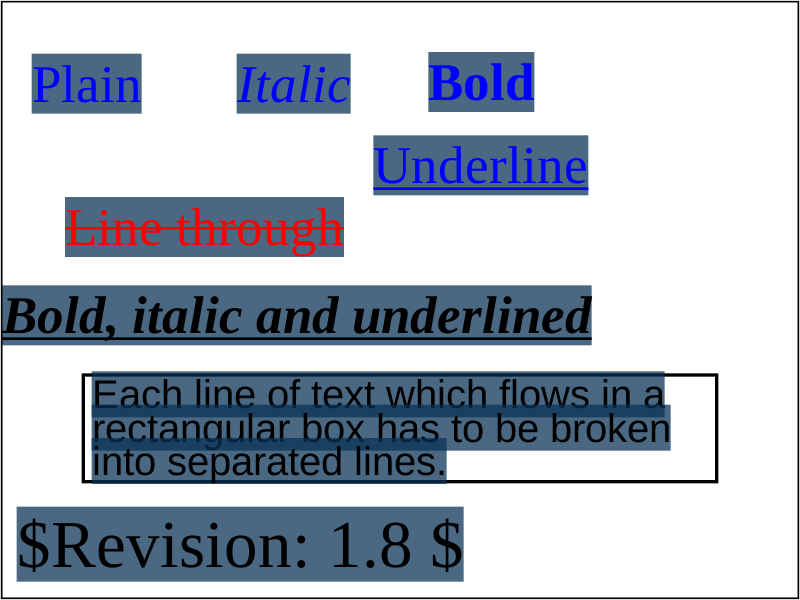 Plain Italic Bold
Underline
Line through
Bold, italic and underlined
Each line of text which flows in a
rectangular box has to be broken
into separated lines.
$Revision: 1.8 $